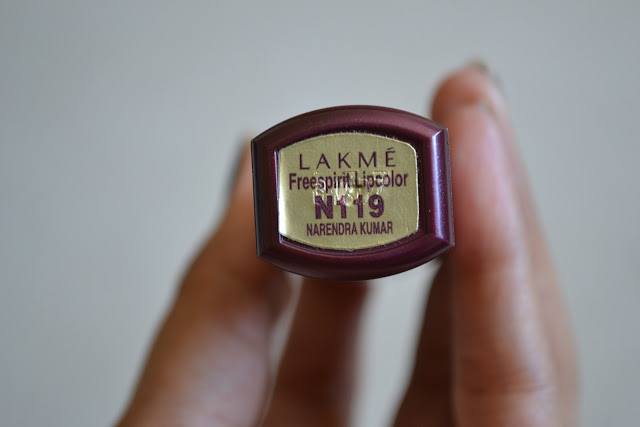 LAKMÉ
Freespirit Lipcolor
N119
NARENDRA KUMAR